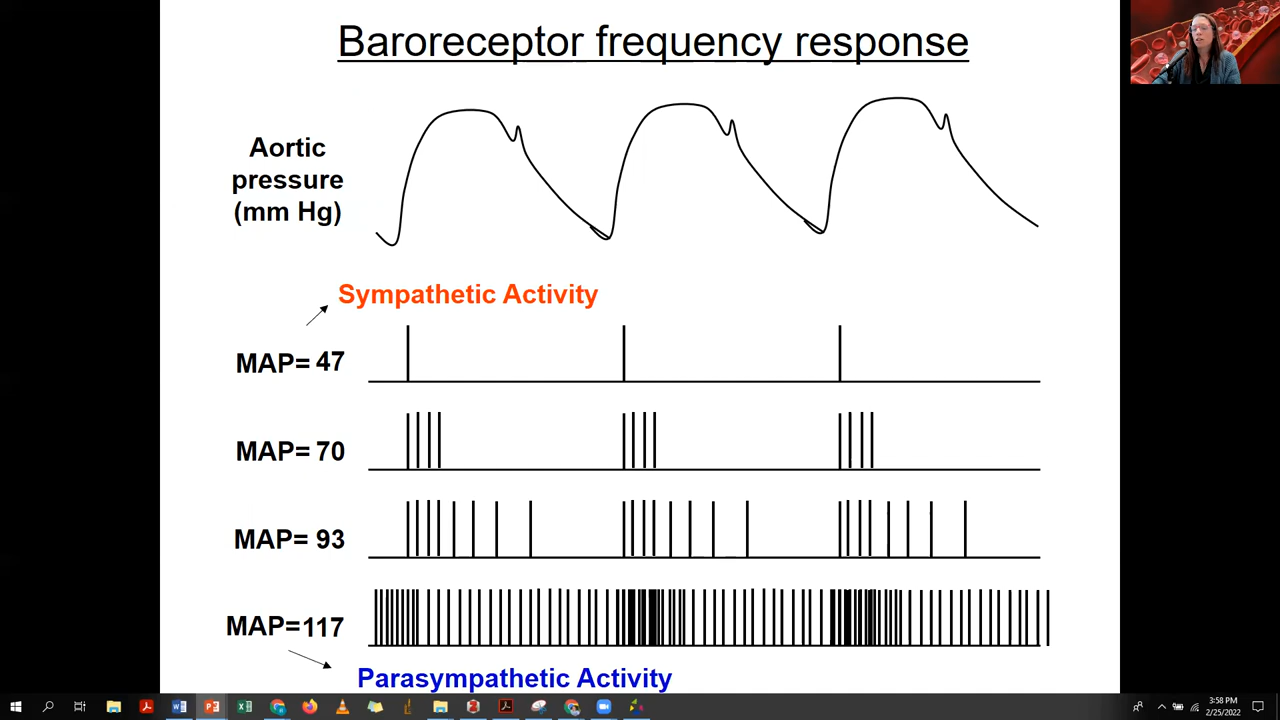 Baroreceptor frequency response
Aortic
pressure
(mm Hg)
Sympathetic Activity
MAP= 47
MAP= 70
MAP= 93
MAP=117
Parasympathetic Activity
3:58 PM
2/25/2022